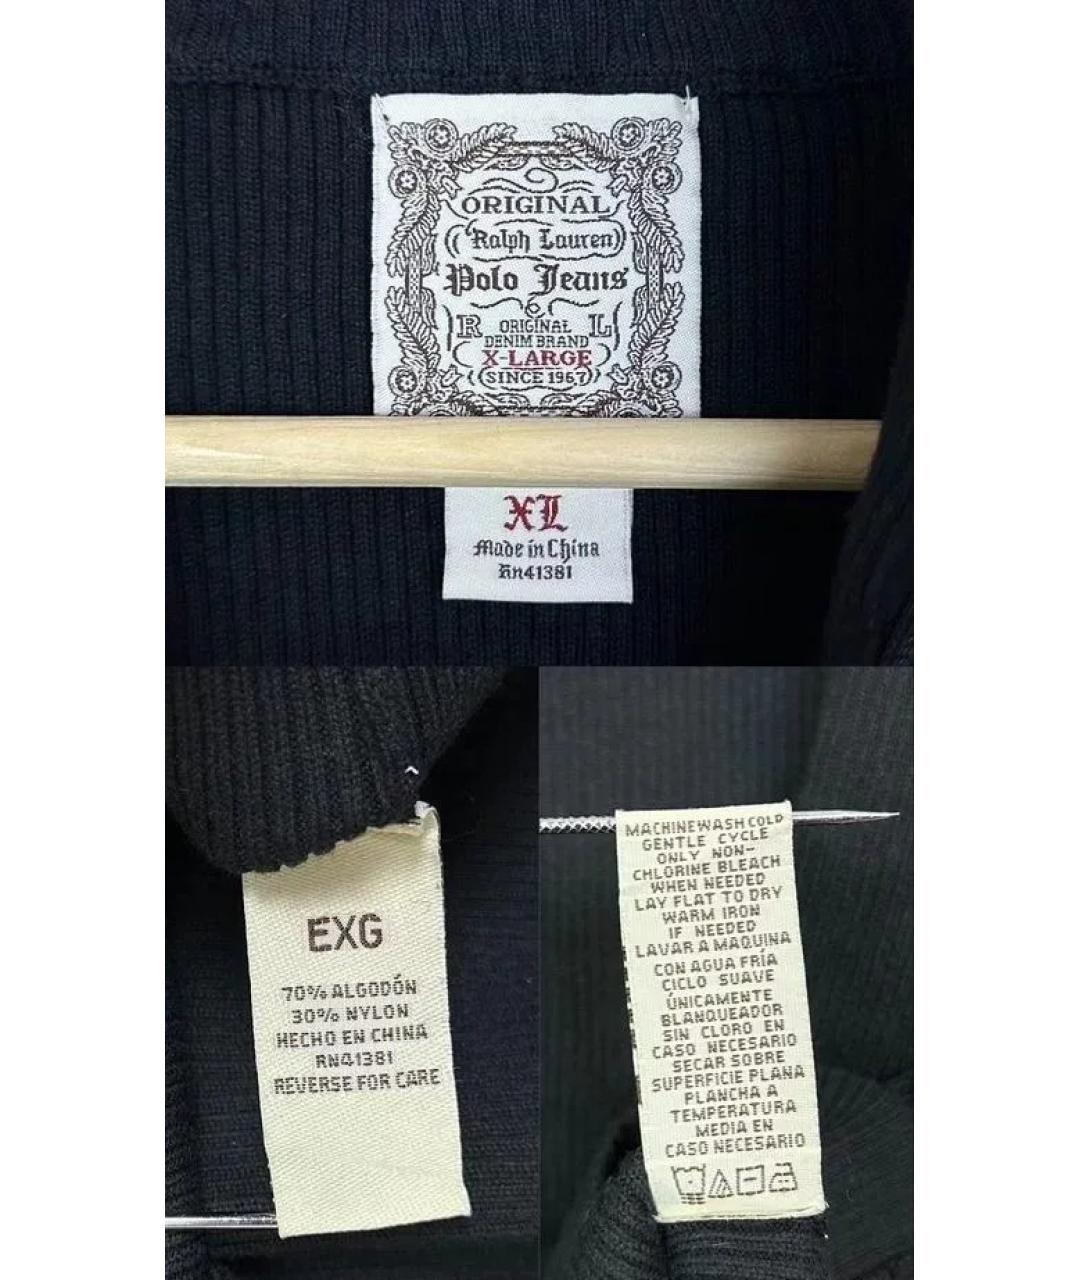 ORIGINAL
(Ralph Lauren)
Polo Jeans
R ORIGINAL L
DENIM BRAND
X-LARGE
(SINCE 1967)
XL
Made in China
Rn41381
EXG
70% ALGODÓN
30% NYLON
HECHO EN CHINA
RN41381
REVERSE FOR CARE
MACHINE WASH COLD
GENTLE CYCLE
ONLY NON-
CHLORINE BLEACH
WHEN NEEDED
LAY FLAT TO DRY
WARM IRON
IF NEEDED
LAVAR A MAQUINA
CON AGUA FRÍA
CICLO SUAVE
ÚNICAMENTE
BLANQUEADOR
SIN CLORO EN
CASO NECESARIO
SECAR SOBRE
SUPERFICIE PLANA
PLANCHA A
TEMPERATURA
MEDIA EN
CASO NECESARIO